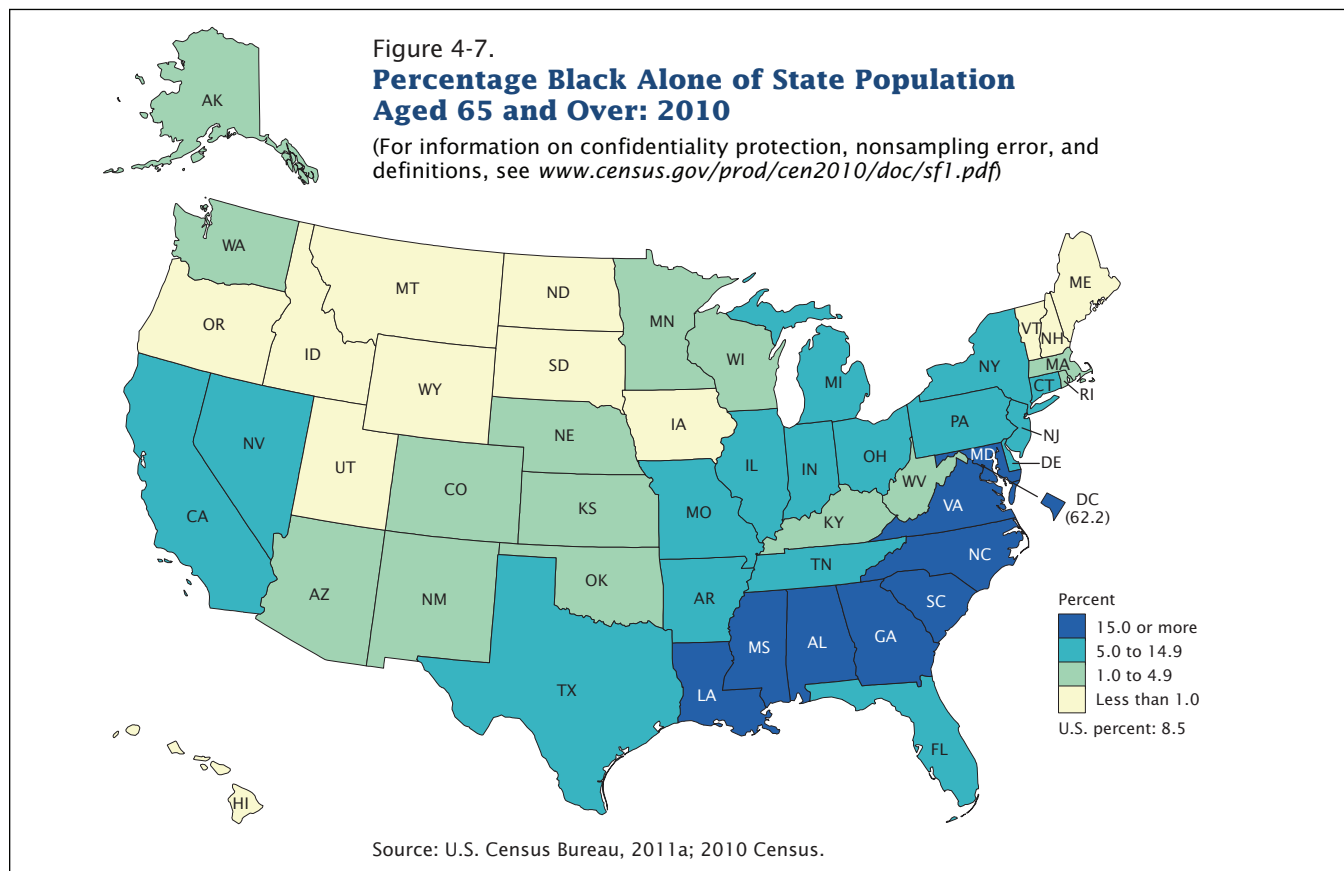 Figure 4-7.
Percentage Black Alone of State Population
Aged 65 and Over: 2010
(For information on confidentiality protection, nonsampling error, and
definitions, see www.census.gov/prod/cen2010/doc/sf1.pdf)
AK
WA
MT
ND
MN
OR
ID
WY
SD
WI
MI
NY
VT
NH
ME
MA
CT
RI
NV
UT
CO
NE
IA
IL
IN
OH
PA
NJ
DE
MD
WV
VA
DC
(62.2)
CA
AZ
NM
KS
OK
MO
KY
TN
NC
AR
SC
MS
AL
GA
TX
LA
FL
HI
Percent
15.0 or more
5.0 to 14.9
1.0 to 4.9
Less than 1.0
U.S. percent: 8.5
Source: U.S. Census Bureau, 2011a; 2010 Census.